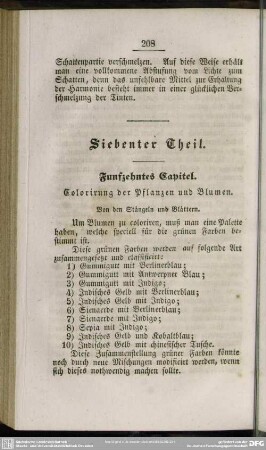 208
Schattenpartie verschmelzen. Auf diese Weise erhält
man eine vollkommene Abstufung vom Lichte zum
Schatten, denn das unfehlbare Mittel zur Erhaltung
der Harmonie besteht immer in einer glücklichen Ver-
schmelzung der Tinten.
Siebenter Theil.
Funfzehntes Capitel.
Colorirung der Pflanzen und Blumen.
Von den Stängeln und Blättern.
Um Blumen zu coloriren, muß man eine Palette
haben, welche speciell für die grünen Farben be-
stimmt ist.
Diese grünen Farben werden auf folgende Art
zusammengesetzt und classificirt:
1) Gummigutt mit Berlinerblau;
2) Gummigutt mit Antwerpner Blau;
3) Gummigutt mit Indigo;
4) Indisches Gelb mit Berlinerblau;
5) Indisches Gelb mit Indigo;
6) Sienaerde mit Berlinerblau;
7) Sienaerde mit Indigo;
8) Sepia mit Indigo;
9) Indisches Gelb und Kobaltblau;
10) Indisches Gelb mit chinesischer Tusche.
Diese Zusammenstellung grüner Farben könnte
noch durch neue Mischungen modificirt werden, wenn
sich dieses nothwendig machen sollte.